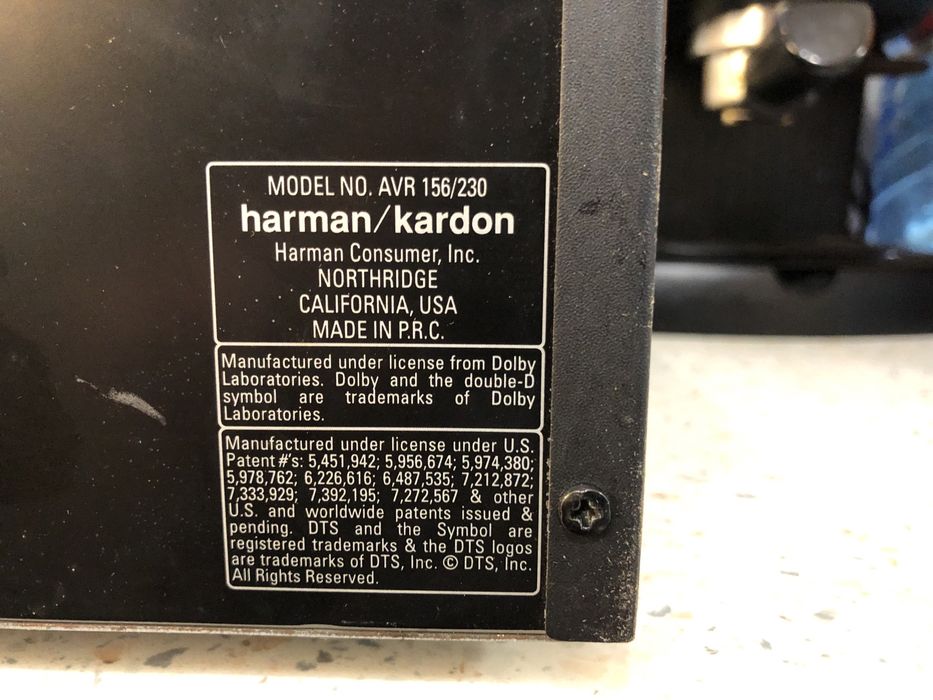 MODEL NO. AVR 156/230
harman/kardon
Harman Consumer, Inc.
NORTHRIDGE
CALIFORNIA, USA
MADE IN P.R.C.
Manufactured under license from Dolby
Laboratories. Dolby and the double-D
symbol are trademarks of Dolby
Laboratories.
Manufactured under license under U.S.
Patent #'s: 5,451,942; 5,956,674; 5,974,380;
5,978,762; 6,226,616; 6,487,535; 7,212,872;
7,333,929; 7,392,195; 7,272,567 & other
U.S. and worldwide patents issued &
pending. DTS and the Symbol are
registered trademarks & the DTS logos
are trademarks of DTS, Inc. © DTS, Inc.
All Rights Reserved.